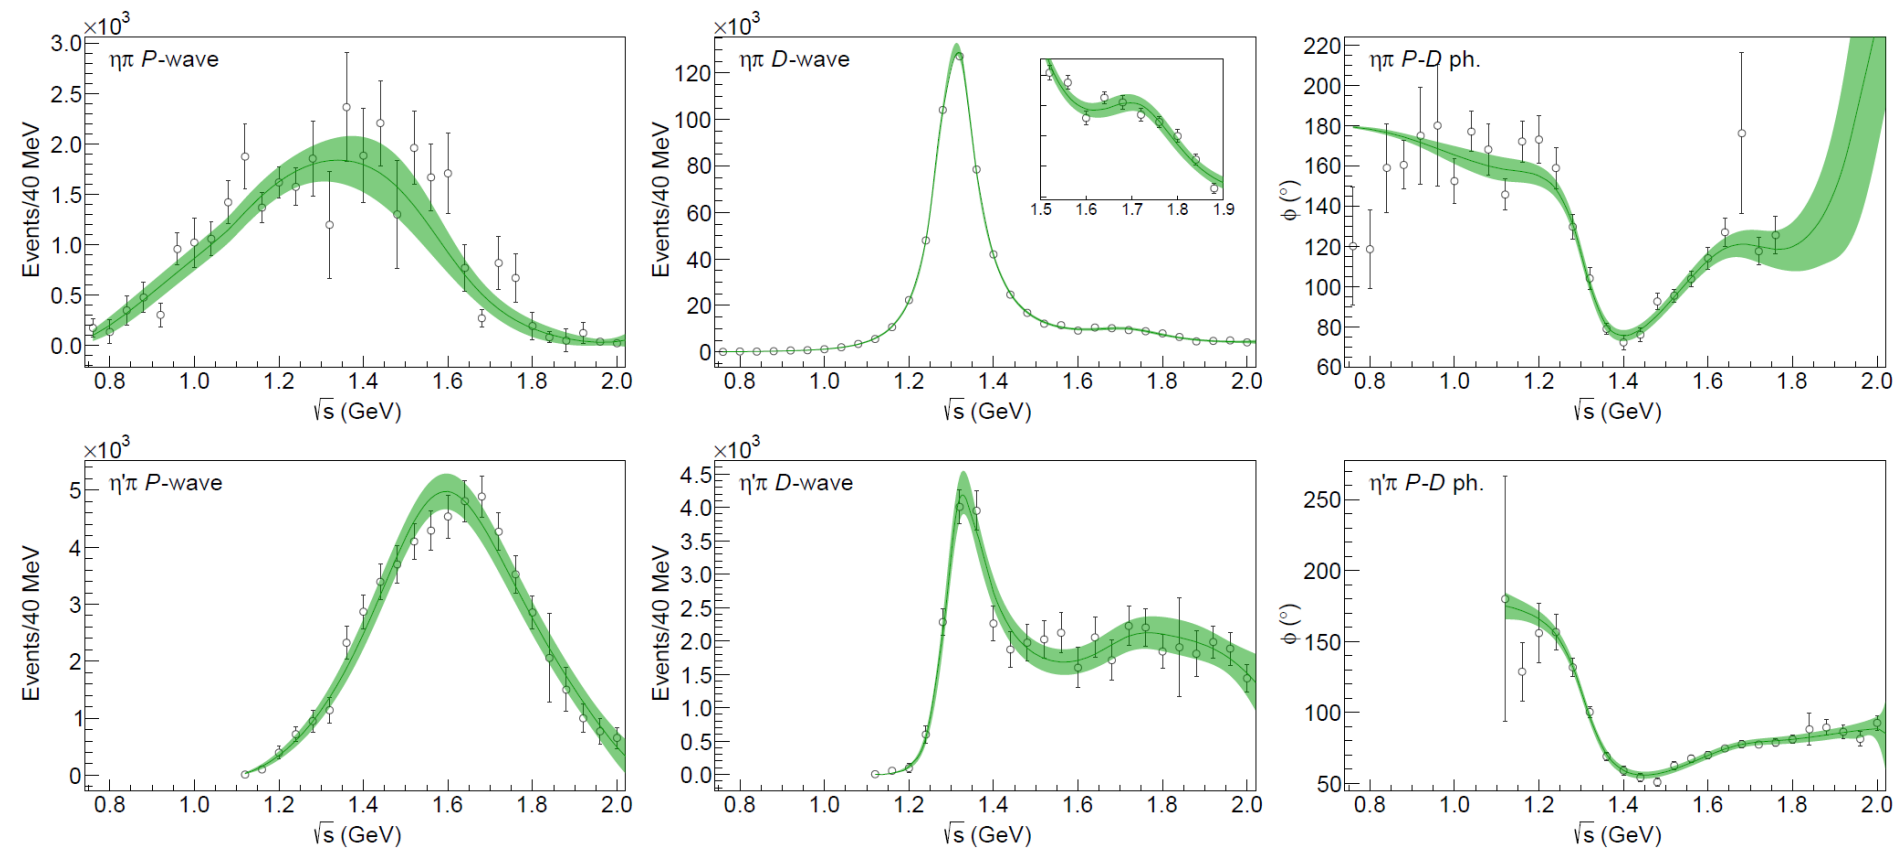 ×10³
ηπ P-wave
Events/40 MeV
3.0
2.5
2.0
1.5
1.0
0.5
0.0
0.8 1.0 1.2 1.4 1.6 1.8 2.0
√s (GeV)
×10³
ηπ D-wave
Events/40 MeV
120
100
80
60
40
20
0
1.5 1.6 1.7 1.8 1.9
0.8 1.0 1.2 1.4 1.6 1.8 2.0
√s (GeV)
ηπ P-D ph.
ϕ (°)
220
200
180
160
140
120
100
80
60
0.8 1.0 1.2 1.4 1.6 1.8 2.0
√s (GeV)
×10³
η'π P-wave
Events/40 MeV
5
4
3
2
1
0
0.8 1.0 1.2 1.4 1.6 1.8 2.0
√s (GeV)
×10³
η'π D-wave
Events/40 MeV
4.5
4.0
3.5
3.0
2.5
2.0
1.5
1.0
0.5
0.0
0.8 1.0 1.2 1.4 1.6 1.8 2.0
√s (GeV)
η'π P-D ph.
ϕ (°)
250
200
150
100
50
0.8 1.0 1.2 1.4 1.6 1.8 2.0
√s (GeV)